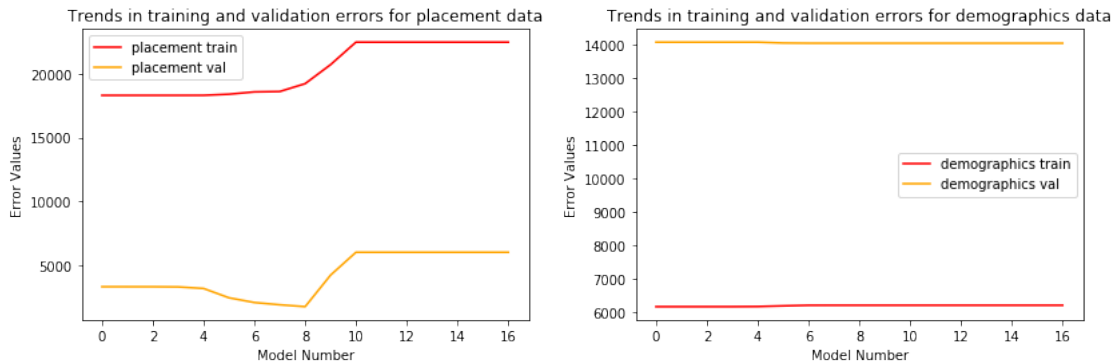 Trends in training and validation errors for placement data
placement train
placement val
20000
15000
10000
5000
Error Values
0 2 4 6 8 10 12 14 16
Model Number
Trends in training and validation errors for demographics data
14000
13000
12000
11000
10000
9000
8000
7000
6000
Error Values
demographics train
demographics val
0 2 4 6 8 10 12 14 16
Model Number